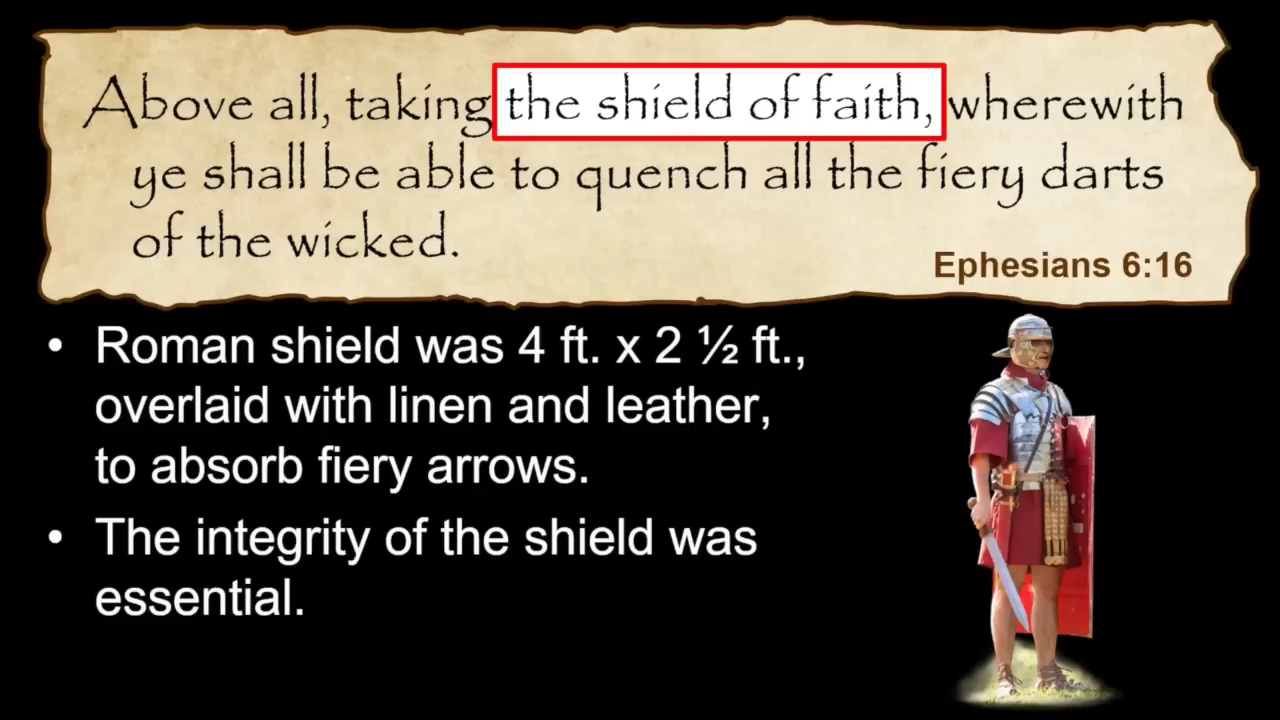 Above all, taking the shield of faith, wherewith
ye shall be able to quench all the fiery darts
of the wicked.
Ephesians 6:16
• Roman shield was 4 ft. x 2 ½ ft.,
overlaid with linen and leather,
to absorb fiery arrows.
• The integrity of the shield was
essential.